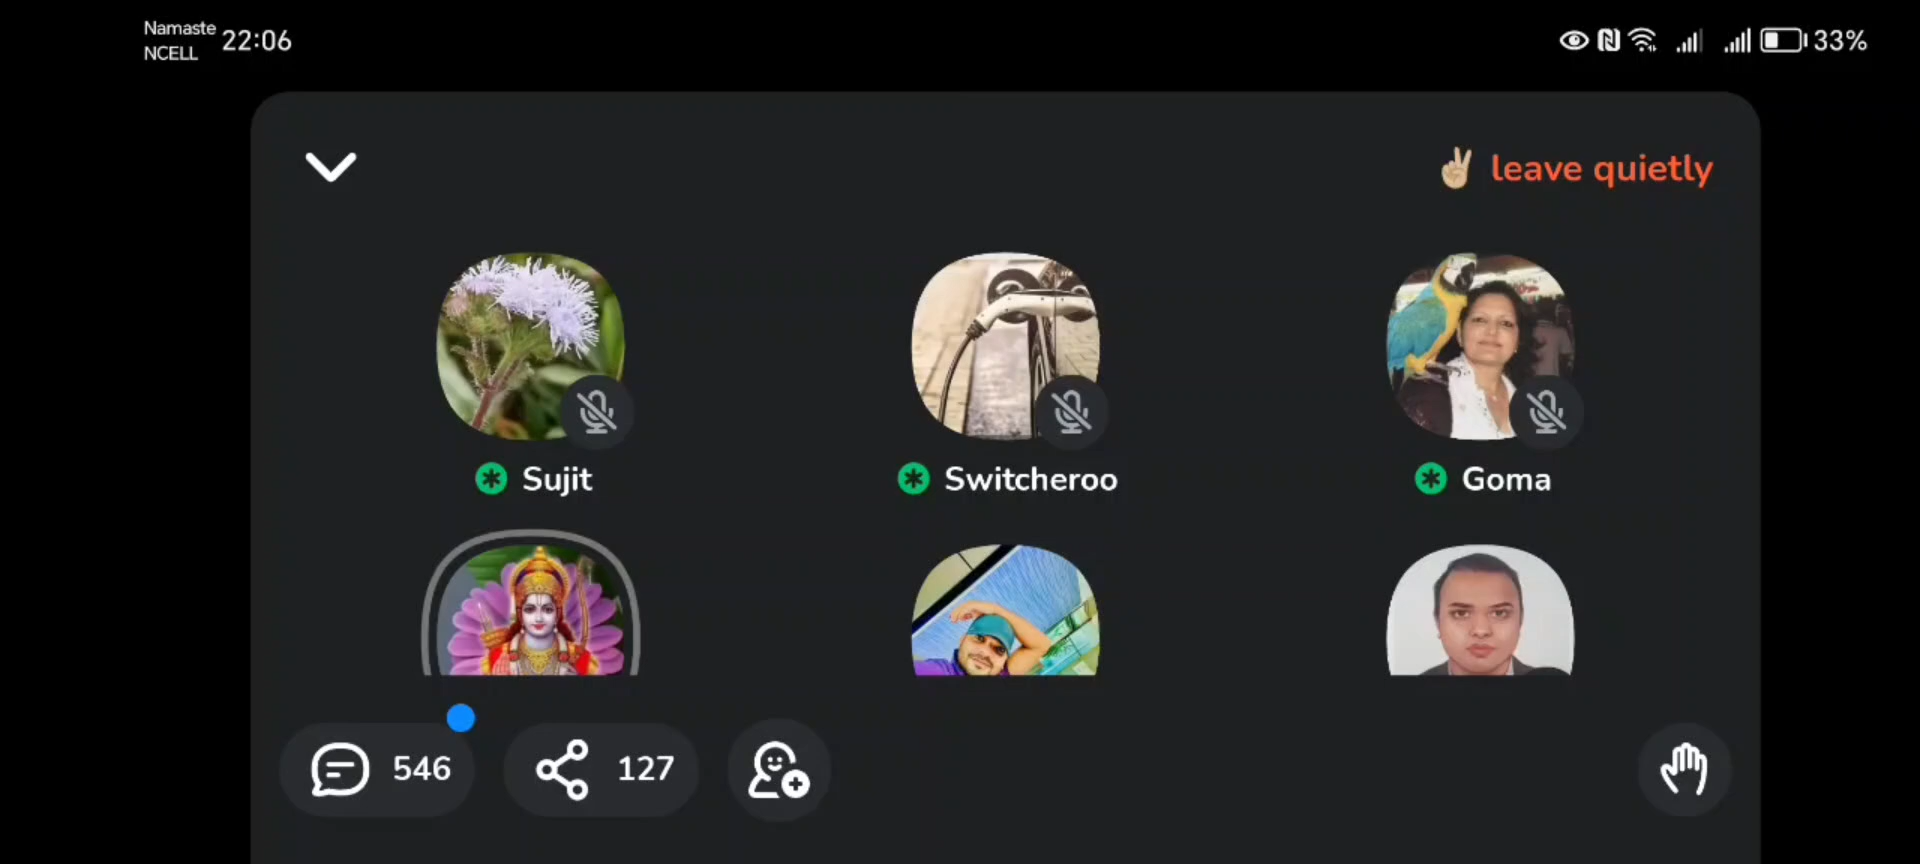 Namaste
NCELL
22:06
33%
✌🏼 leave quietly
Sujit
Switcheroo
Goma
546
127